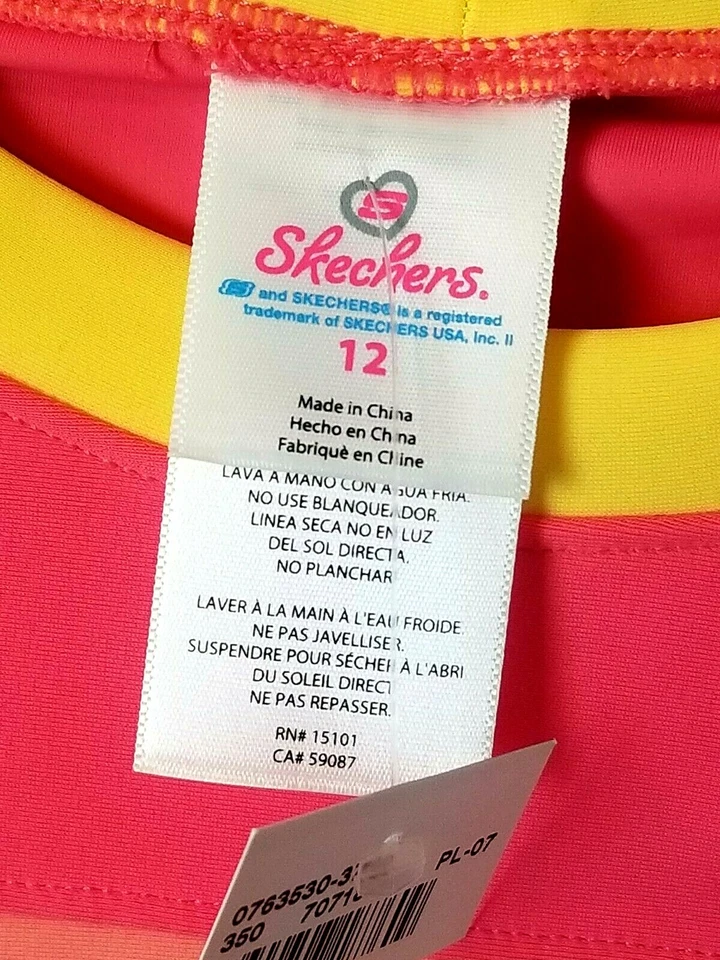 S
Skechers®
S and SKECHERS® is a registered
trademark of SKECHERS USA, Inc. II
12
Made in China
Hecho en China
Fabriquè en Chine
LAVA A MANO CON AGUA FRIA.
NO USE BLANQUEADOR.
LINEA SECA NO EN LUZ
DEL SOL DIRECTA.
NO PLANCHAR
LAVER À LA MAIN À L'EAU FROIDE.
NE PAS JAVELLISER.
SUSPENDRE POUR SÉCHER À L'ABRI
DU SOLEIL DIRECT
NE PAS REPASSER.
RN# 15101
CA# 59087
PL-07
350